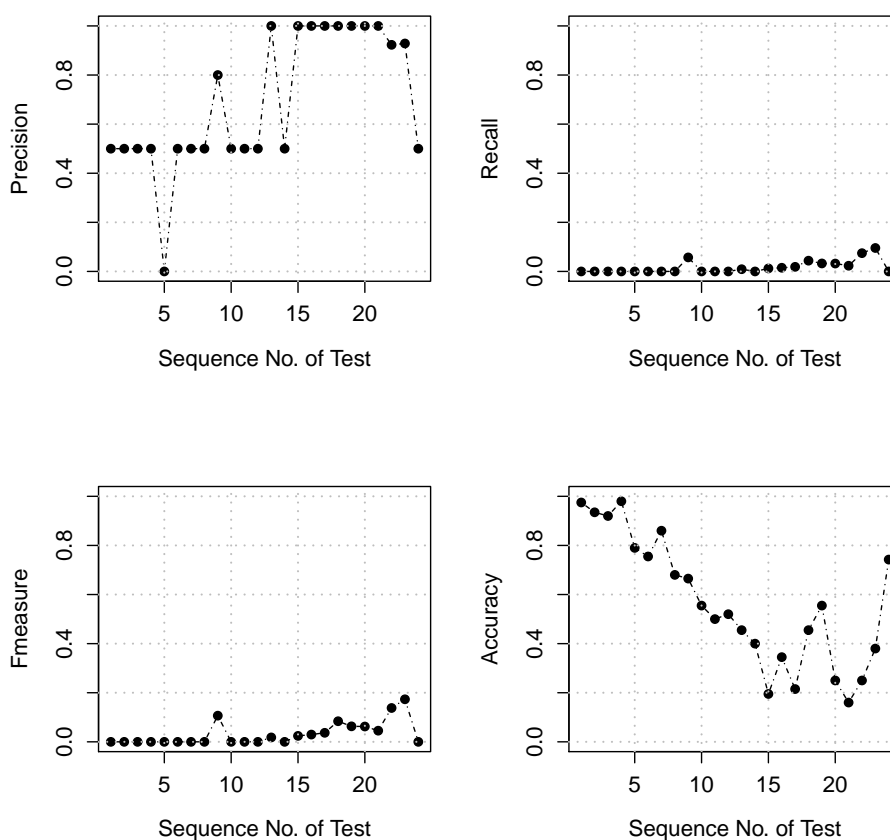 Precision
0.0 0.4 0.8
5 10 15 20
Sequence No. of Test
Recall
0.0 0.4 0.8
5 10 15 20
Sequence No. of Test
Fmeasure
0.0 0.4 0.8
5 10 15 20
Sequence No. of Test
Accuracy
0.0 0.4 0.8
5 10 15 20
Sequence No. of Test